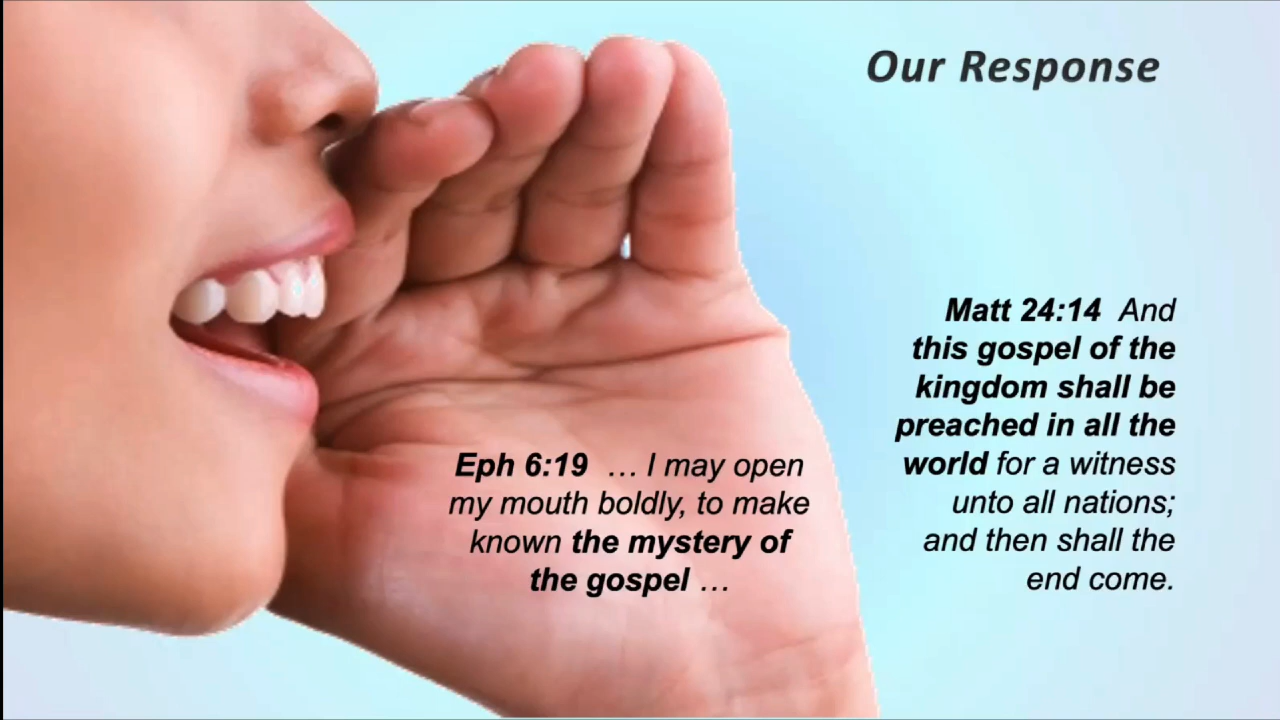 Our Response
Eph 6:19 … I may open
my mouth boldly, to make
known the mystery of
the gospel …
Matt 24:14 And
this gospel of the
kingdom shall be
preached in all the
world for a witness
unto all nations;
and then shall the
end come.